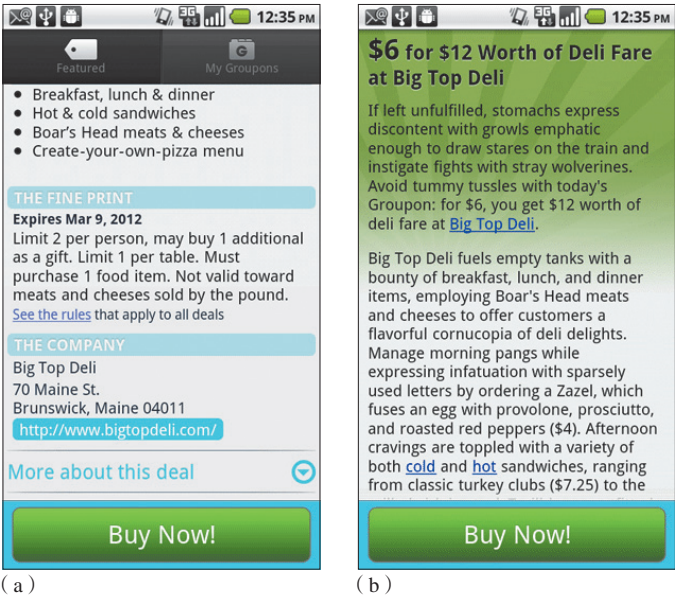 12:35 PM
Featured
My Groupons
• Breakfast, lunch & dinner
• Hot & cold sandwiches
• Boar's Head meats & cheeses
• Create-your-own-pizza menu
THE FINE PRINT
Expires Mar 9, 2012
Limit 2 per person, may buy 1 additional
as a gift. Limit 1 per table. Must
purchase 1 food item. Not valid toward
meats and cheeses sold by the pound.
See the rules that apply to all deals
THE COMPANY
Big Top Deli
70 Maine St.
Brunswick, Maine 04011
http://www.bigtopdeli.com/
More about this deal
Buy Now!
(a)
12:35 PM
$6 for $12 Worth of Deli Fare
at Big Top Deli
If left unfulfilled, stomachs express
discontent with growls emphatic
enough to draw stares on the train and
instigate fights with stray wolverines.
Avoid tummy tussles with today's
Groupon: for $6, you get $12 worth of
deli fare at Big Top Deli.
Big Top Deli fuels empty tanks with a
bounty of breakfast, lunch, and dinner
items, employing Boar's Head meats
and cheeses to offer customers a
flavorful cornucopia of deli delights.
Manage morning pangs while
expressing infatuation with sparsely
used letters by ordering a Zazel, which
fuses an egg with provolone, prosciutto,
and roasted red peppers ($4). Afternoon
cravings are toppled with a variety of
both cold and hot sandwiches, ranging
from classic turkey clubs ($7.25) to the
Buy Now!
(b)